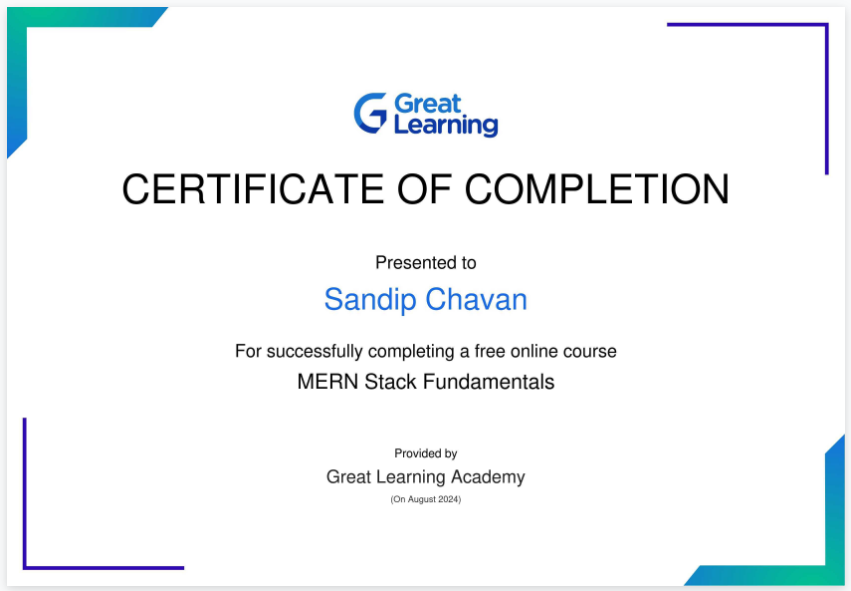 Great
Learning
CERTIFICATE OF COMPLETION
Presented to
Sandip Chavan
For successfully completing a free online course
MERN Stack Fundamentals
Provided by
Great Learning Academy
(On August 2024)